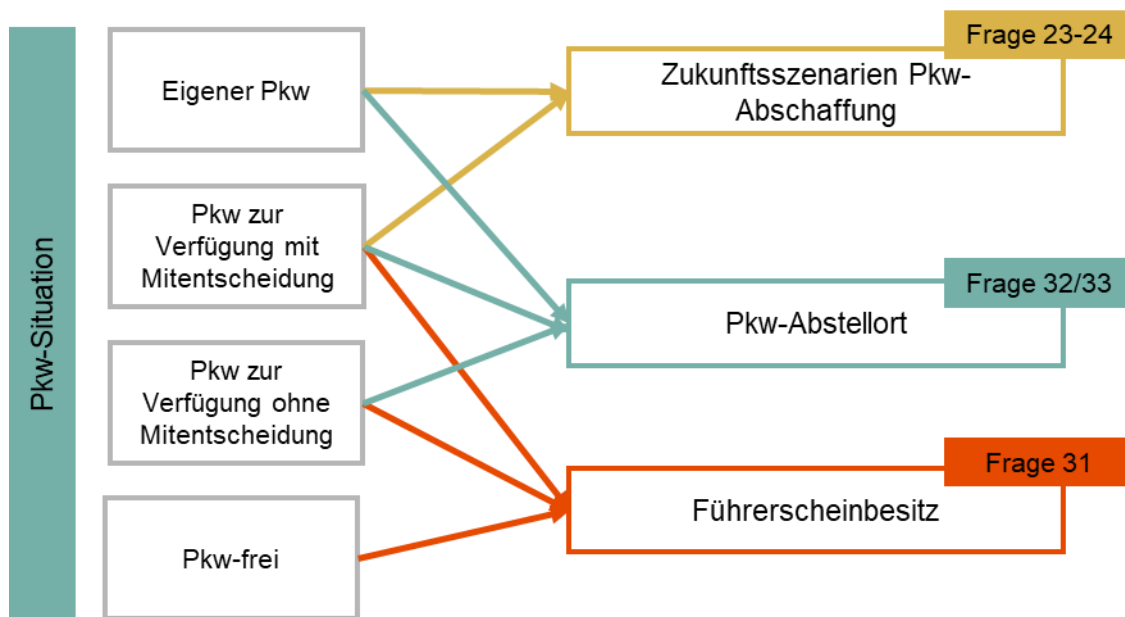 Pkw-Situation
Eigener Pkw
Pkw zur
Verfügung mit
Mitentscheidung
Pkw zur
Verfügung ohne
Mitentscheidung
Pkw-frei
Frage 23-24
Zukunftsszenarien Pkw-
Abschaffung
Frage 32/33
Pkw-Abstellort
Frage 31
Führerscheinbesitz